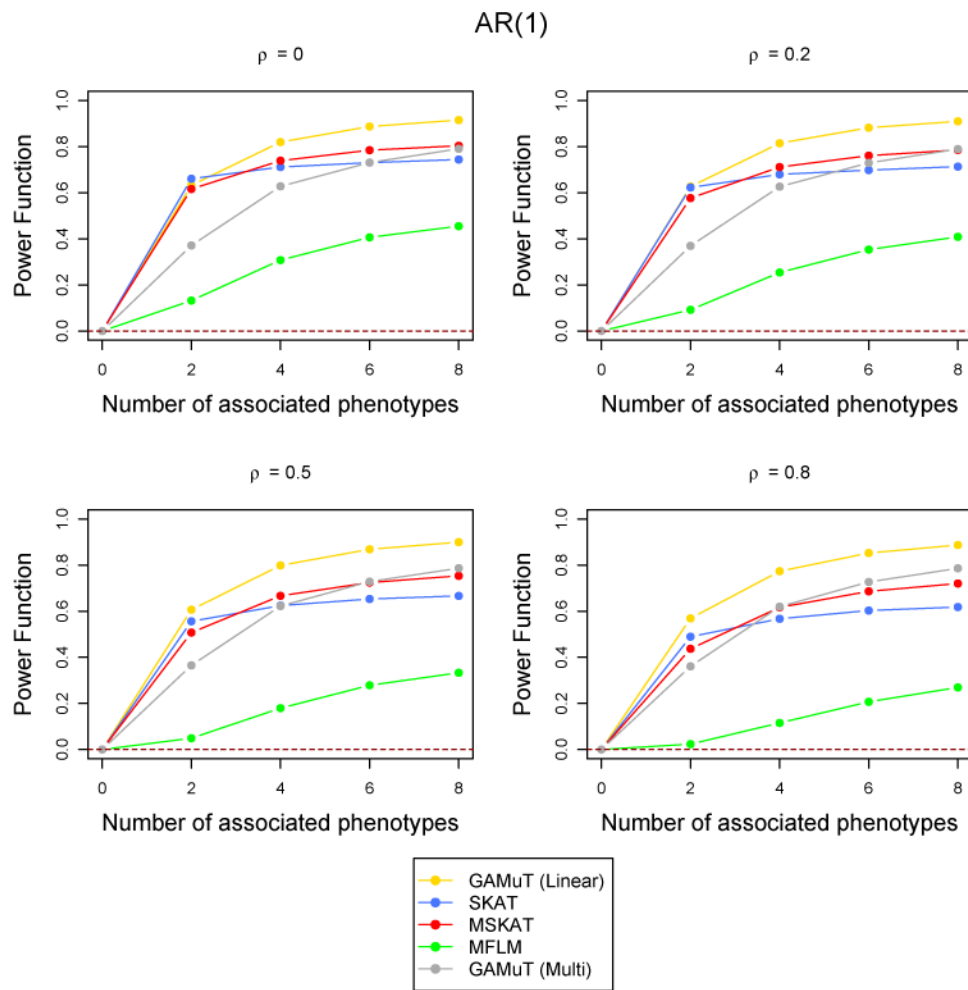 AR(1)
ρ = 0
Power Function
0.0 0.2 0.4 0.6 0.8 1.0
0 2 4 6 8
Number of associated phenotypes
ρ = 0.2
Power Function
0.0 0.2 0.4 0.6 0.8 1.0
0 2 4 6 8
Number of associated phenotypes
ρ = 0.5
Power Function
0.0 0.2 0.4 0.6 0.8 1.0
0 2 4 6 8
Number of associated phenotypes
ρ = 0.8
Power Function
0.0 0.2 0.4 0.6 0.8 1.0
0 2 4 6 8
Number of associated phenotypes
GAMuT (Linear)
SKAT
MSKAT
MFLM
GAMuT (Multi)